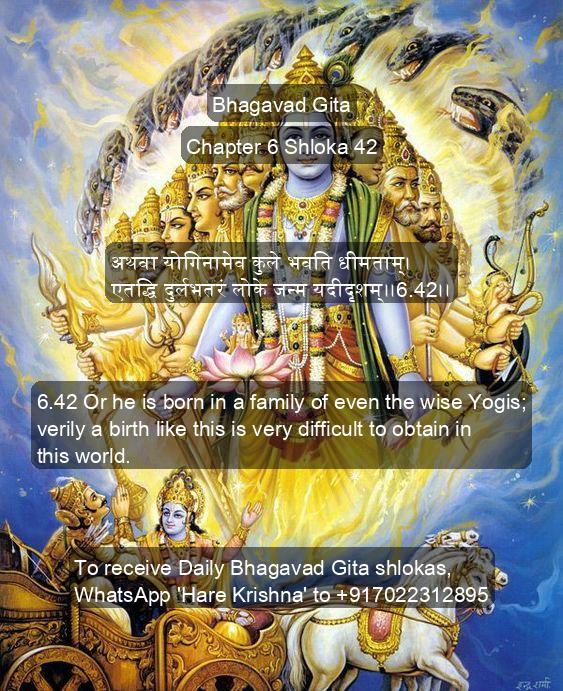 Bhagavad Gita
Chapter 6 Shloka 42
अथवा योगिनामेव कुले भवति धीमताम्।
एतद्धि दुर्लभतरं लोके जन्म यदीदृशम्।।6.42।।
6.42 Or he is born in a family of even the wise Yogis;
verily a birth like this is very difficult to obtain in
this world.
To receive Daily Bhagavad Gita shlokas,
WhatsApp 'Hare Krishna' to +917022312895
इन्द्र शर्मा